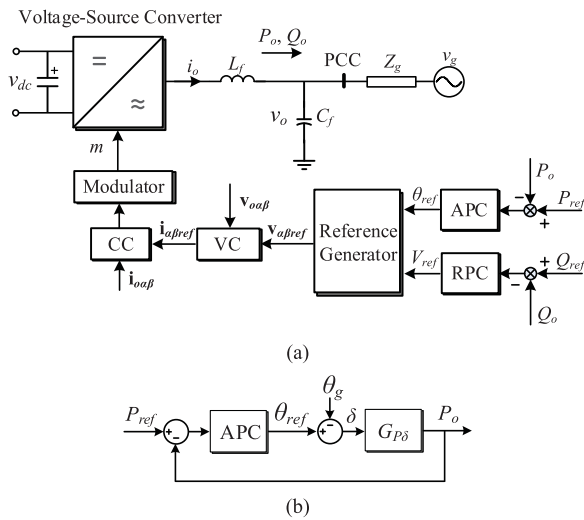 Voltage-Source Converter
P_o, Q_o
PCC
Z_g
v_g
i_o
L_f
v_dc
+
=
≈
v_o
C_f
m
Modulator
P_o
θ_ref
APC
−
P_ref
+
v_oαβ
i_αβref
v_αβref
CC
VC
Reference
Generator
V_ref
RPC
+
Q_ref
−
i_oαβ
Q_o
(a)
θ_g
P_ref
+
−
APC
θ_ref
+
−
δ
G_Pδ
P_o
(b)